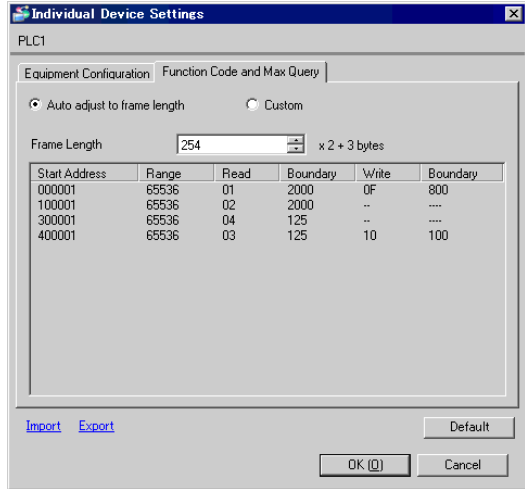 Individual Device Settings
PLC1
Equipment Configuration Function Code and Max Query
Auto adjust to frame length Custom
Frame Length 254 x 2 + 3 bytes
Start Address Range Read Boundary Write Boundary
000001 65536 01 2000 0F 800
100001 65536 02 2000 -- ----
300001 65536 04 125 -- ----
400001 65536 03 125 10 100
Import Export Default
OK (O) Cancel